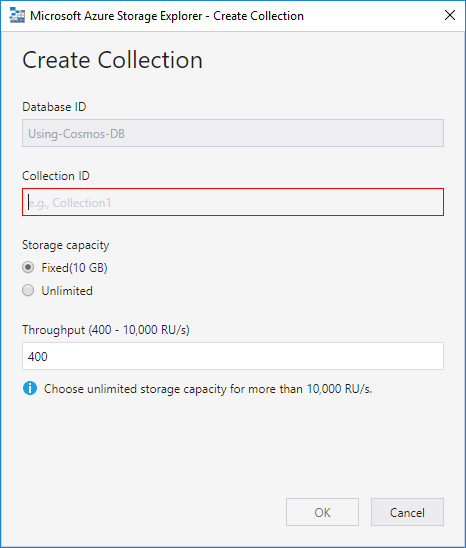 Microsoft Azure Storage Explorer - Create Collection
Create Collection
Database ID
Using-Cosmos-DB
Collection ID
e.g., Collection1
Storage capacity
Fixed(10 GB)
Unlimited
Throughput (400 - 10,000 RU/s)
400
Choose unlimited storage capacity for more than 10,000 RU/s.
OK
Cancel